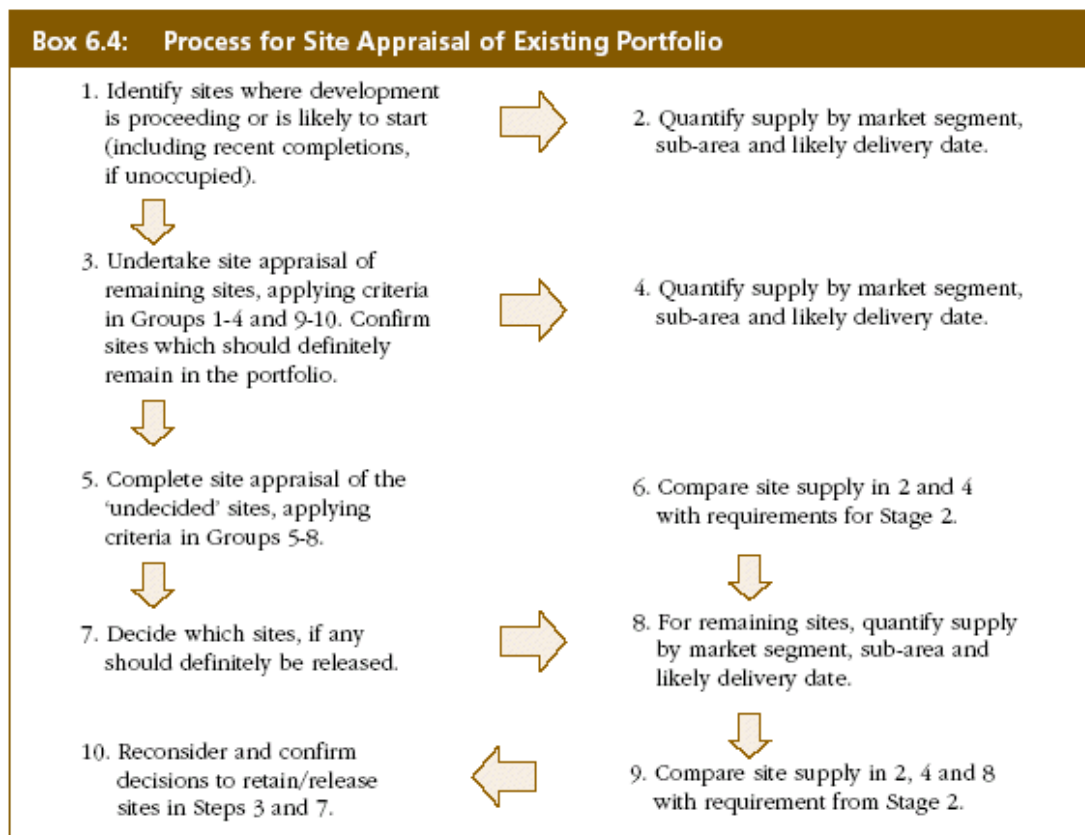 Box 6.4: Process for Site Appraisal of Existing Portfolio
1. Identify sites where development
is proceeding or is likely to start
(including recent completions,
if unoccupied).
2. Quantify supply by market segment,
sub-area and likely delivery date.
3. Undertake site appraisal of
remaining sites, applying criteria
in Groups 1-4 and 9-10. Confirm
sites which should definitely
remain in the portfolio.
4. Quantify supply by market segment,
sub-area and likely delivery date.
5. Complete site appraisal of the
‘undecided’ sites, applying
criteria in Groups 5-8.
6. Compare site supply in 2 and 4
with requirements for Stage 2.
7. Decide which sites, if any
should definitely be released.
8. For remaining sites, quantify supply
by market segment, sub-area and
likely delivery date.
10. Reconsider and confirm
decisions to retain/release
sites in Steps 3 and 7.
9. Compare site supply in 2, 4 and 8
with requirement from Stage 2.